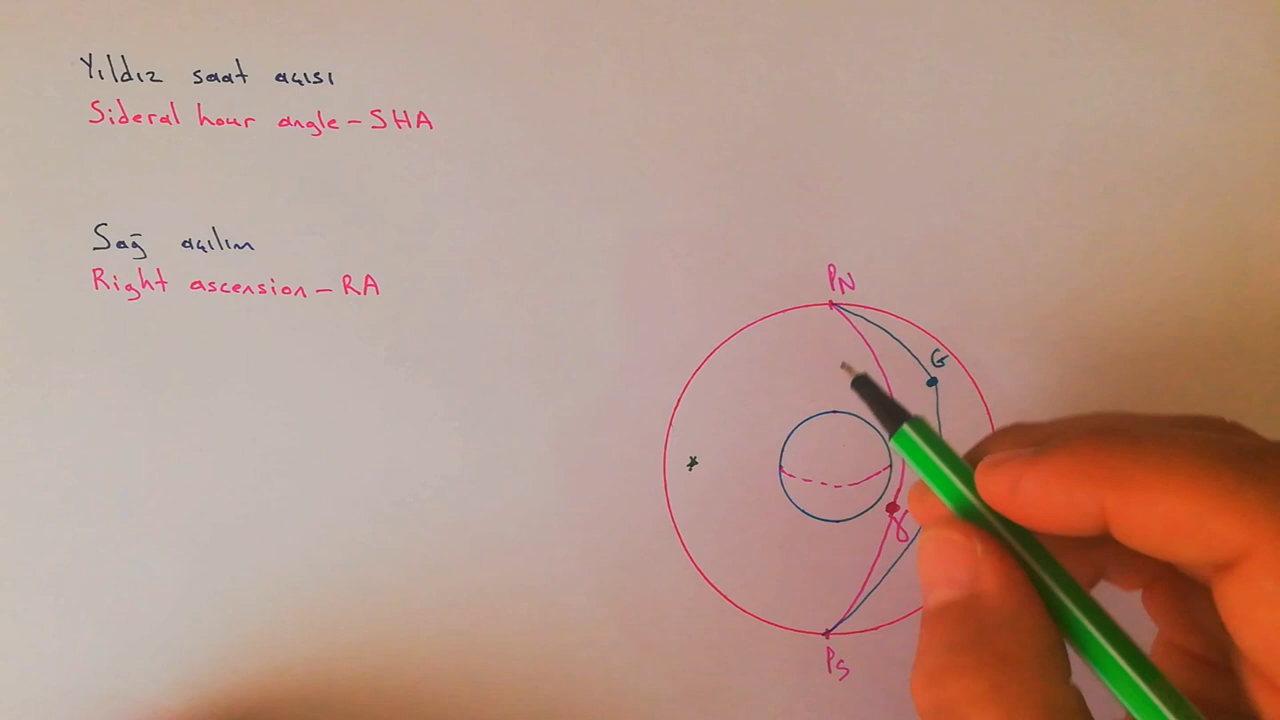 Yıldız saat açısı
Sideral hour angle - SHA
Sağ açılım
Right ascension - RA
PN
G
γ
PS